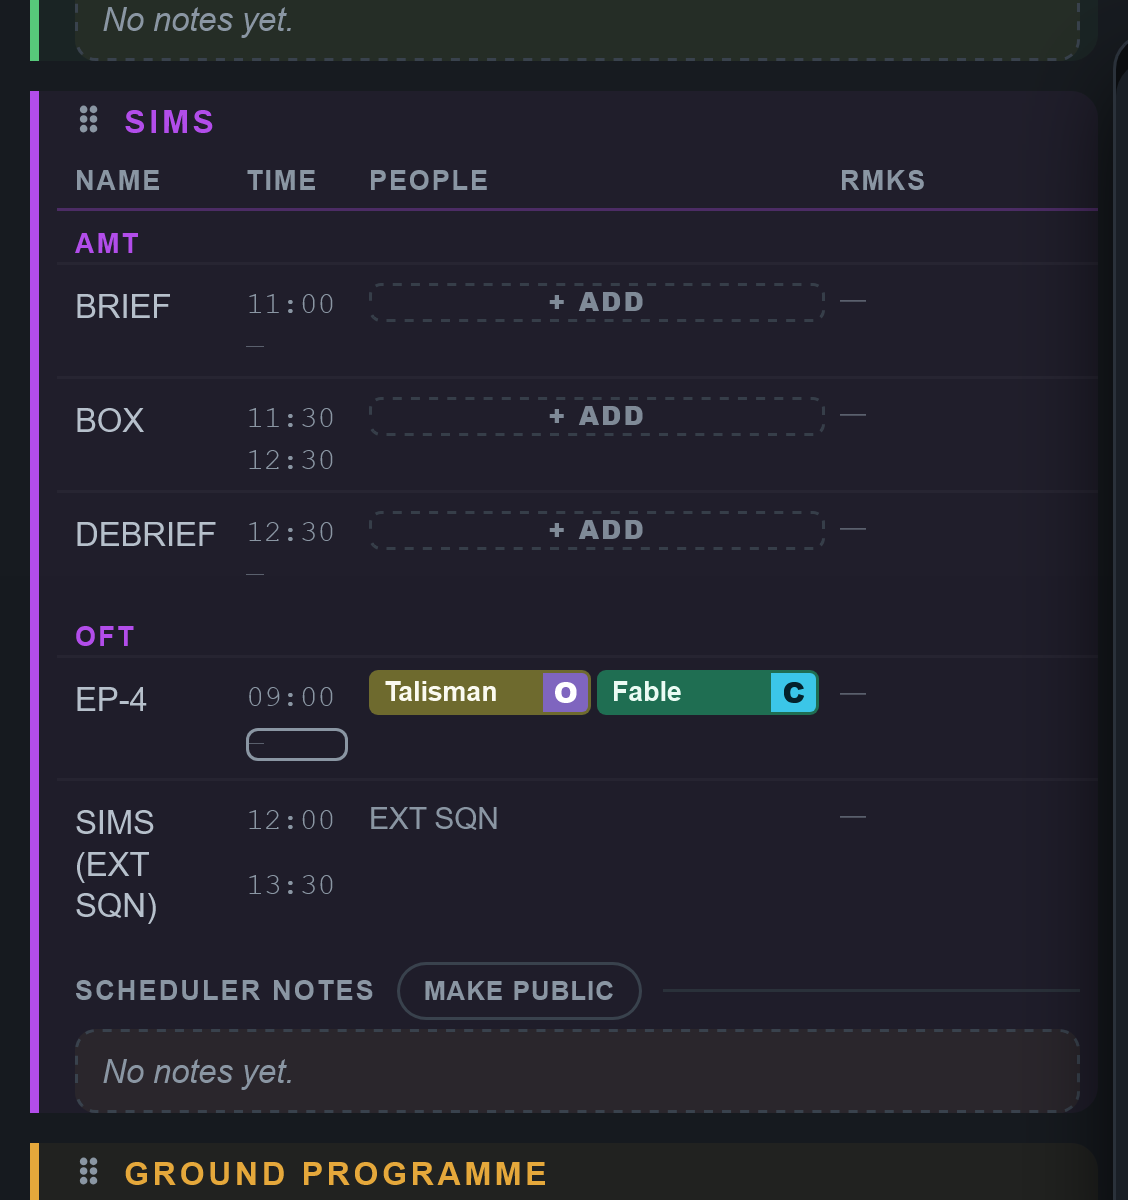 No notes yet.
SIMS
NAME TIME PEOPLE RMKS
AMT
BRIEF 11:00 + ADD —
—
BOX 11:30 + ADD —
12:30
DEBRIEF 12:30 + ADD —
—
OFT
EP-4 09:00 Talisman O Fable C —
—
SIMS 12:00 EXT SQN —
(EXT
13:30
SQN)
SCHEDULER NOTES MAKE PUBLIC
No notes yet.
GROUND PROGRAMME